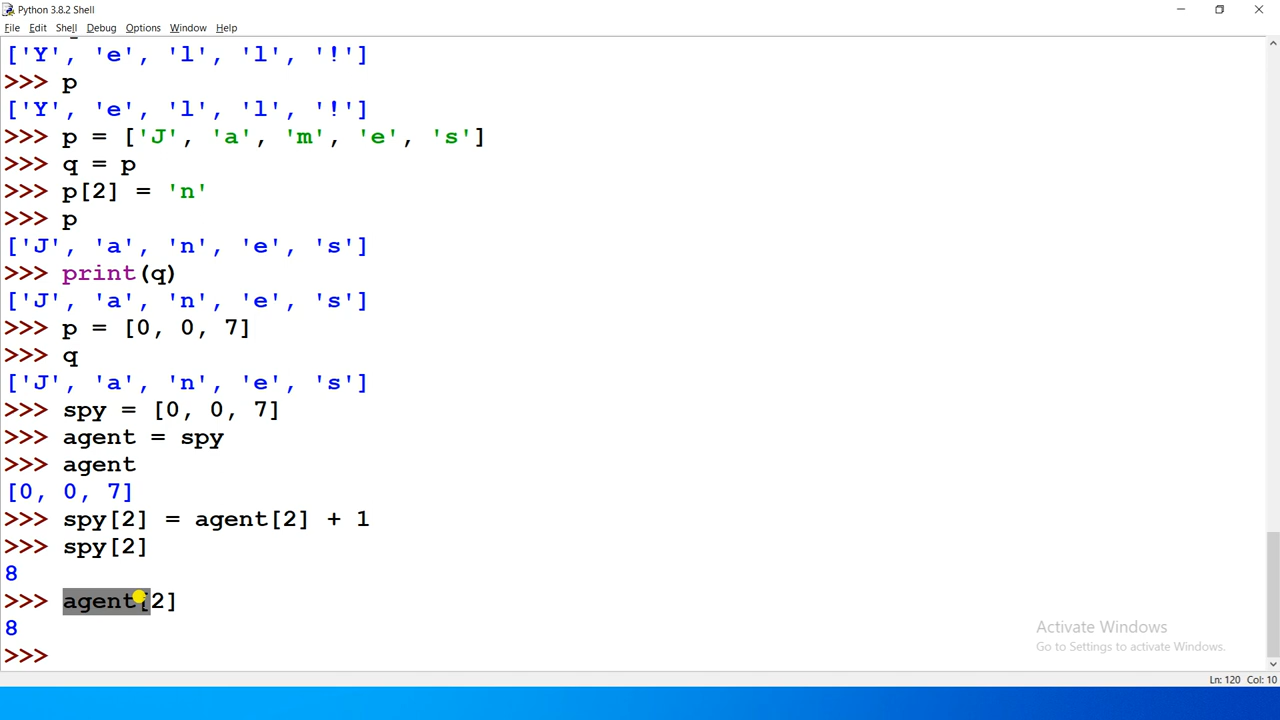 Python 3.8.2 Shell
File Edit Shell Debug Options Window Help
['Y', 'e', 'l', 'l', '!']
>>> p
['Y', 'e', 'l', 'l', '!']
>>> p = ['J', 'a', 'm', 'e', 's']
>>> q = p
>>> p[2] = 'n'
>>> p
['J', 'a', 'n', 'e', 's']
>>> print(q)
['J', 'a', 'n', 'e', 's']
>>> p = [0, 0, 7]
>>> q
['J', 'a', 'n', 'e', 's']
>>> spy = [0, 0, 7]
>>> agent = spy
>>> agent
[0, 0, 7]
>>> spy[2] = agent[2] + 1
>>> spy[2]
8
>>> agent[2]
8
>>>
Activate Windows
Go to Settings to activate Windows.
Ln: 120 Col: 10